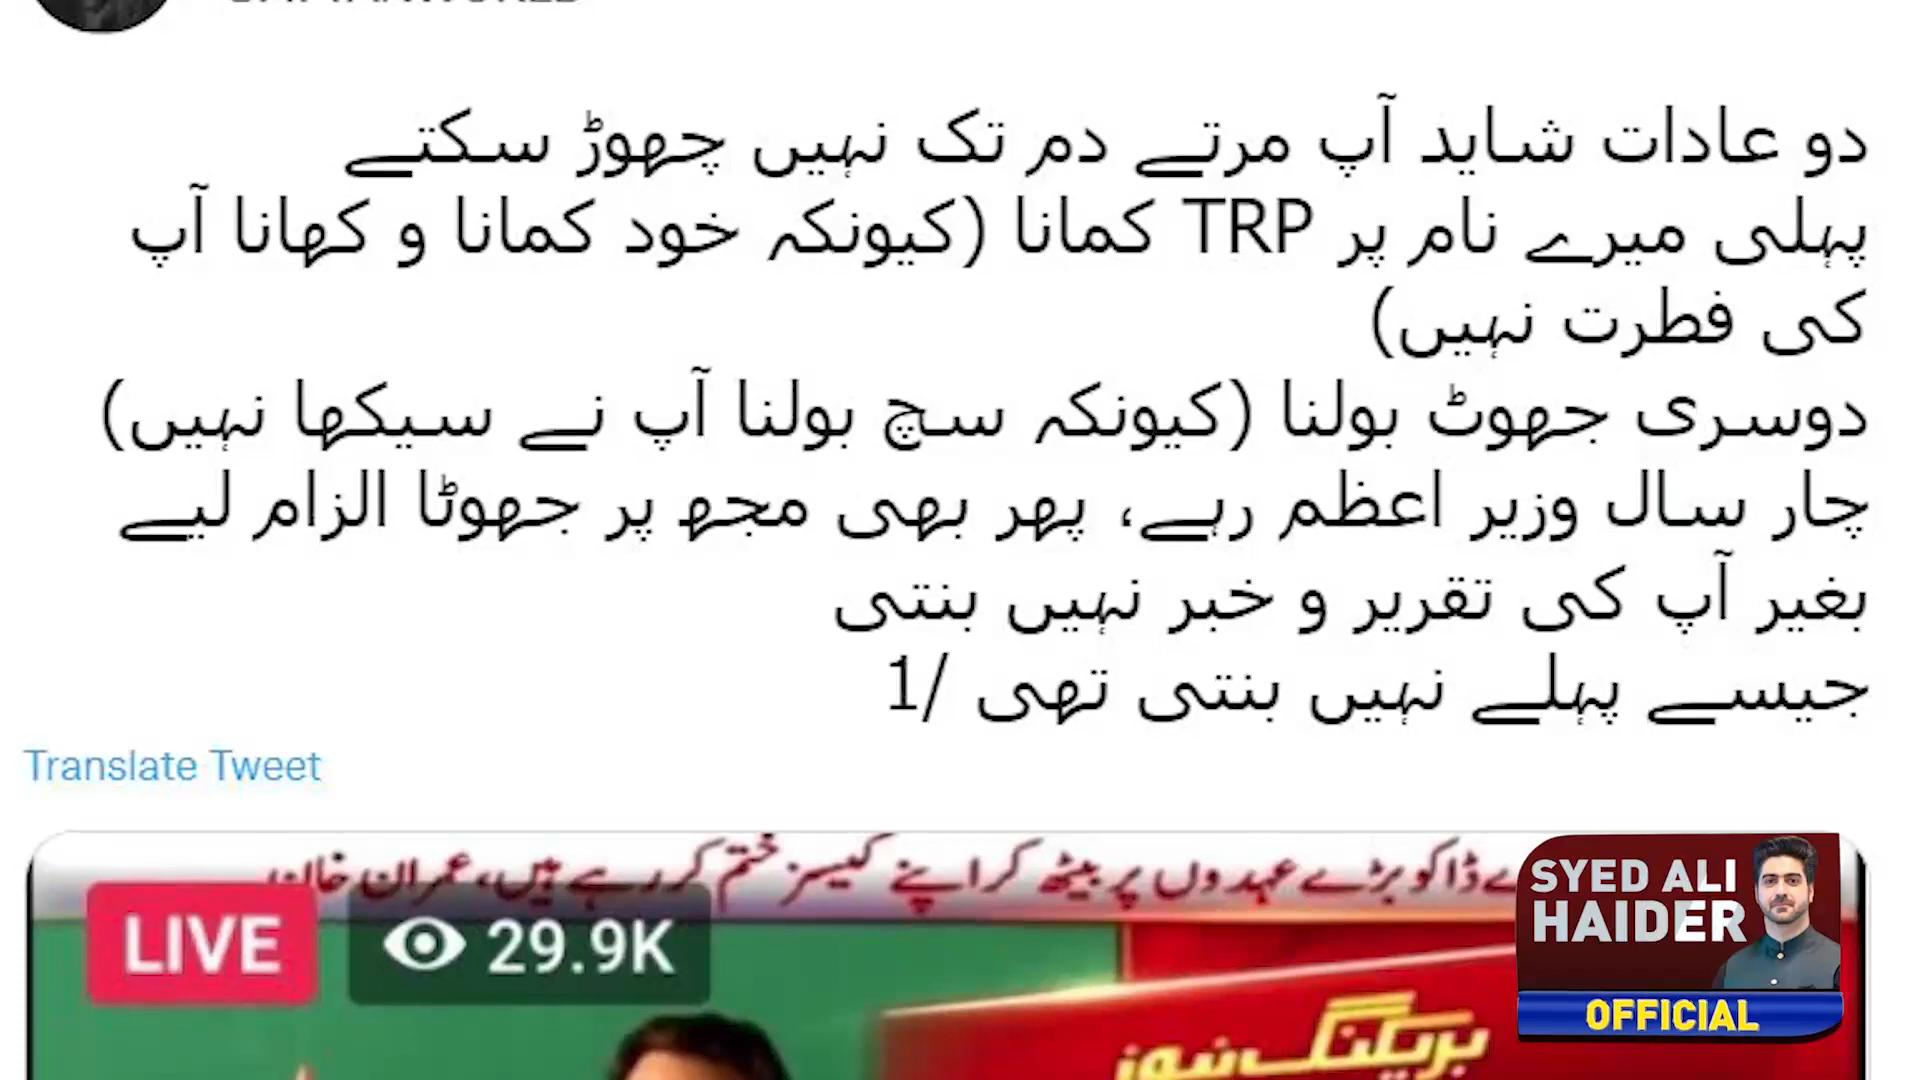 دو عادات شاید آپ مرتے دم تک نہیں چھوڑ سکتے
پہلی میرے نام پر TRP کمانا (کیونکہ خود کمانا و کھانا آپ
کی فطرت نہیں)
دوسری جھوٹ بولنا (کیونکہ سچ بولنا آپ نے سیکھا نہیں)
چار سال وزیر اعظم رہے، پھر بھی مجھ پر جھوٹا الزام لیے
بغیر آپ کی تقریر و خبر نہیں بنتی
جیسے پہلے نہیں بنتی تھی /1
Translate Tweet
ڈاکو بڑے عہدوں پر بیٹھ کر اپنے کیسز ختم کر رہے ہیں، عمران خان
LIVE
29.9K
SYED ALI
HAIDER
OFFICIAL
بریکنگ نیوز